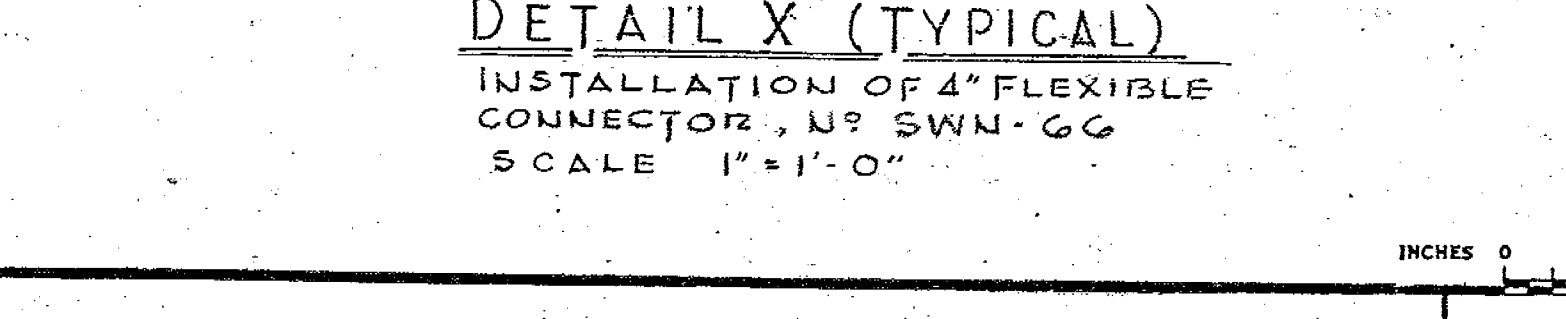 DETAIL X (TYPICAL)
INSTALLATION OF 4" FLEXIBLE
CONNECTOR, Nº SWN-66
SCALE 1" = 1'-0"
INCHES 0